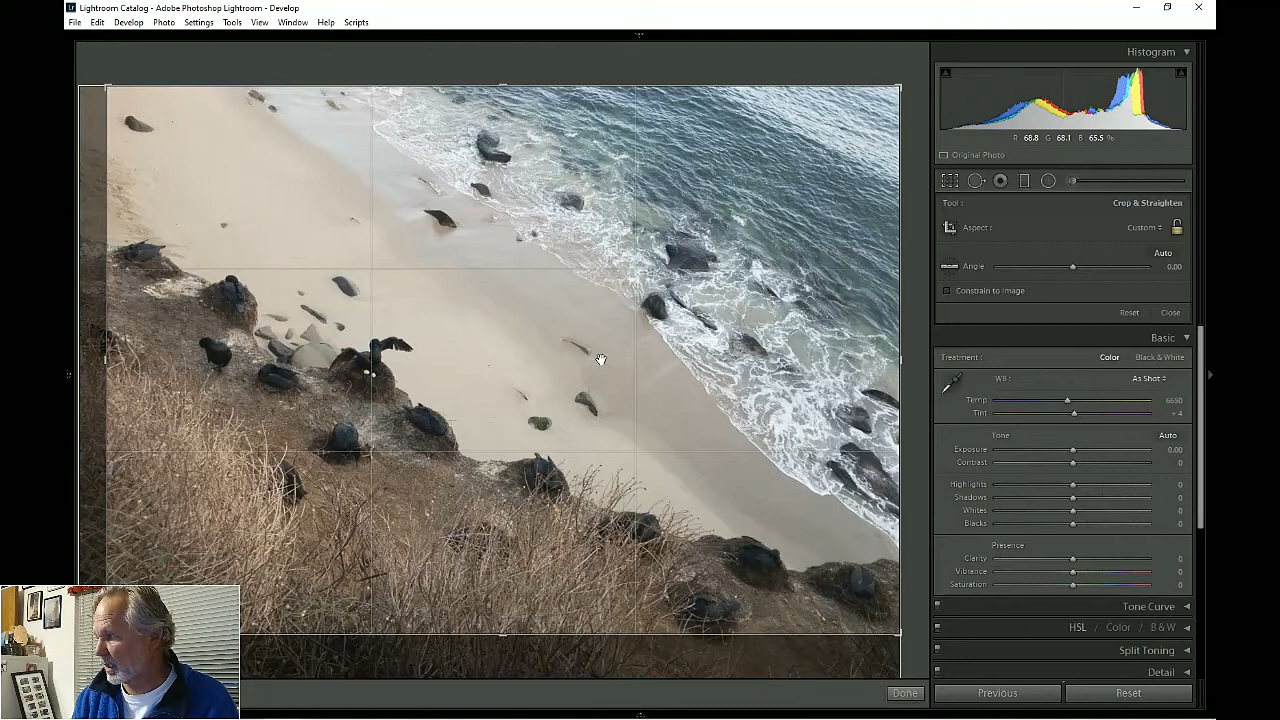 Lightroom Catalog - Adobe Photoshop Lightroom - Develop
File Edit Develop Photo Settings Tools View Window Help Scripts
Histogram
R 68.8 G 68.1 B 65.5 %
Original Photo
Tool : Crop & Straighten
Aspect : Custom
Auto
Angle 0.00
Constrain to Image
Reset Close
Basic
Treatment : Color Black & White
WB : As Shot
Temp 6650
Tint + 4
Tone Auto
Exposure 0.00
Contrast 0
Highlights 0
Shadows 0
Whites 0
Blacks 0
Presence
Clarity 0
Vibrance 0
Saturation 0
Tone Curve
HSL / Color / B & W
Split Toning
Detail
Done Previous Reset